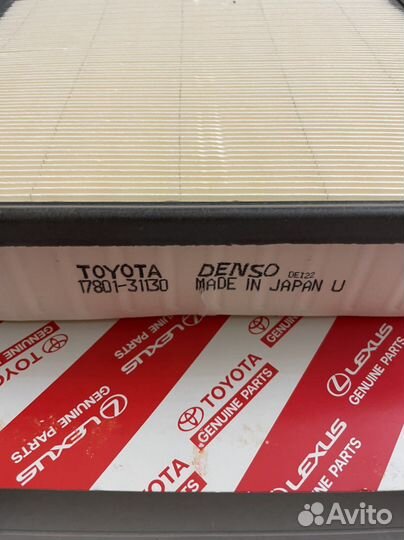 TOYOTA DENSO DE122
17801-31130 MADE IN JAPAN U
LEXUS
GENUINE PARTS
TOYOTA
GENUINE PARTS
LEXUS
GENUINE PARTS
TOYOTA
GENUINE PARTS
LEXUS
GENUINE PARTS
Avito